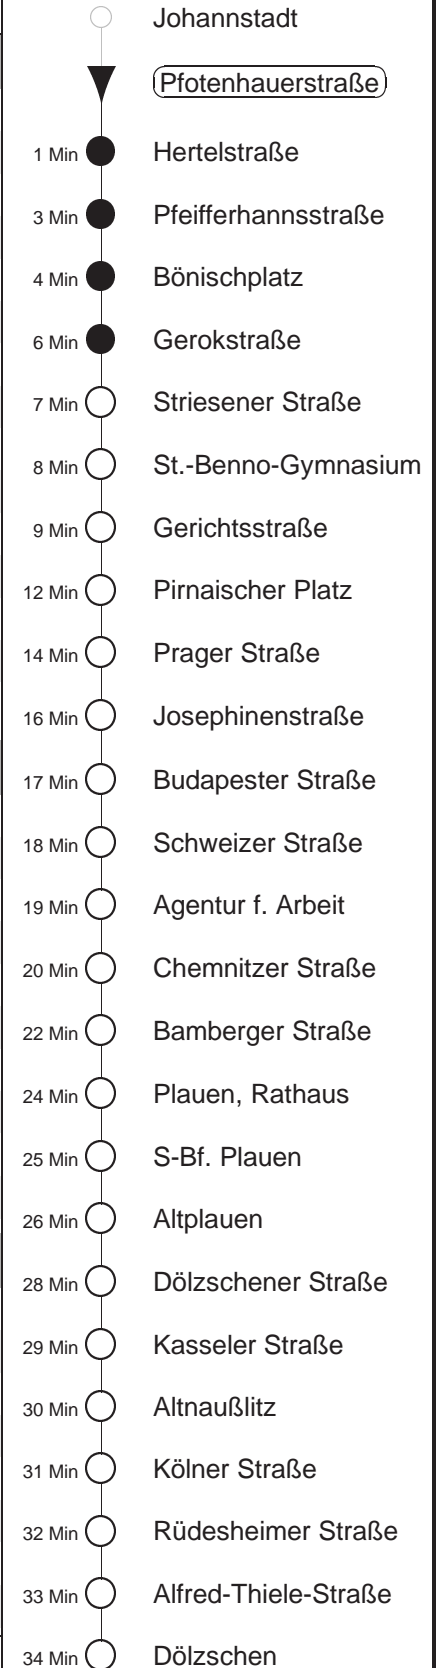 Johannstadt
Pfotenhauerstraße
1 Min Hertelstraße
3 Min Pfeifferhannsstraße
4 Min Bönischplatz
6 Min Gerokstraße
7 Min Striesener Straße
8 Min St.-Benno-Gymnasium
9 Min Gerichtsstraße
12 Min Pirnaischer Platz
14 Min Prager Straße
16 Min Josephinenstraße
17 Min Budapester Straße
18 Min Schweizer Straße
19 Min Agentur f. Arbeit
20 Min Chemnitzer Straße
22 Min Bamberger Straße
24 Min Plauen, Rathaus
25 Min S-Bf. Plauen
26 Min Altplauen
28 Min Dölzschener Straße
29 Min Kasseler Straße
30 Min Altnaußlitz
31 Min Kölner Straße
32 Min Rüdesheimer Straße
33 Min Alfred-Thiele-Straße
34 Min Dölzschen